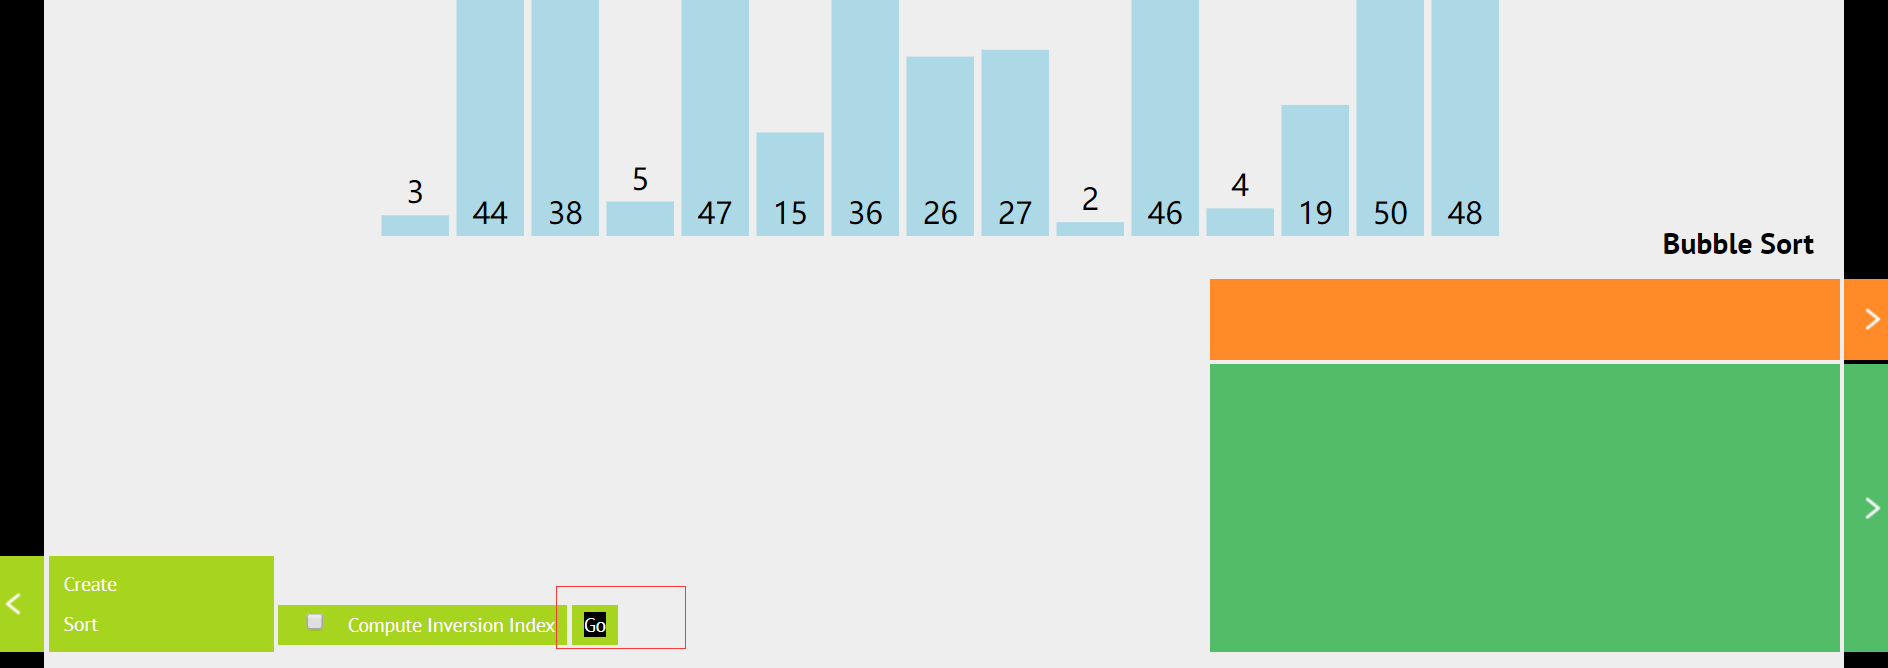 3 44 38 5 47 15 36 26 27 2 46 4 19 50 48
Bubble Sort
Create
Sort
Compute Inversion Index
Go